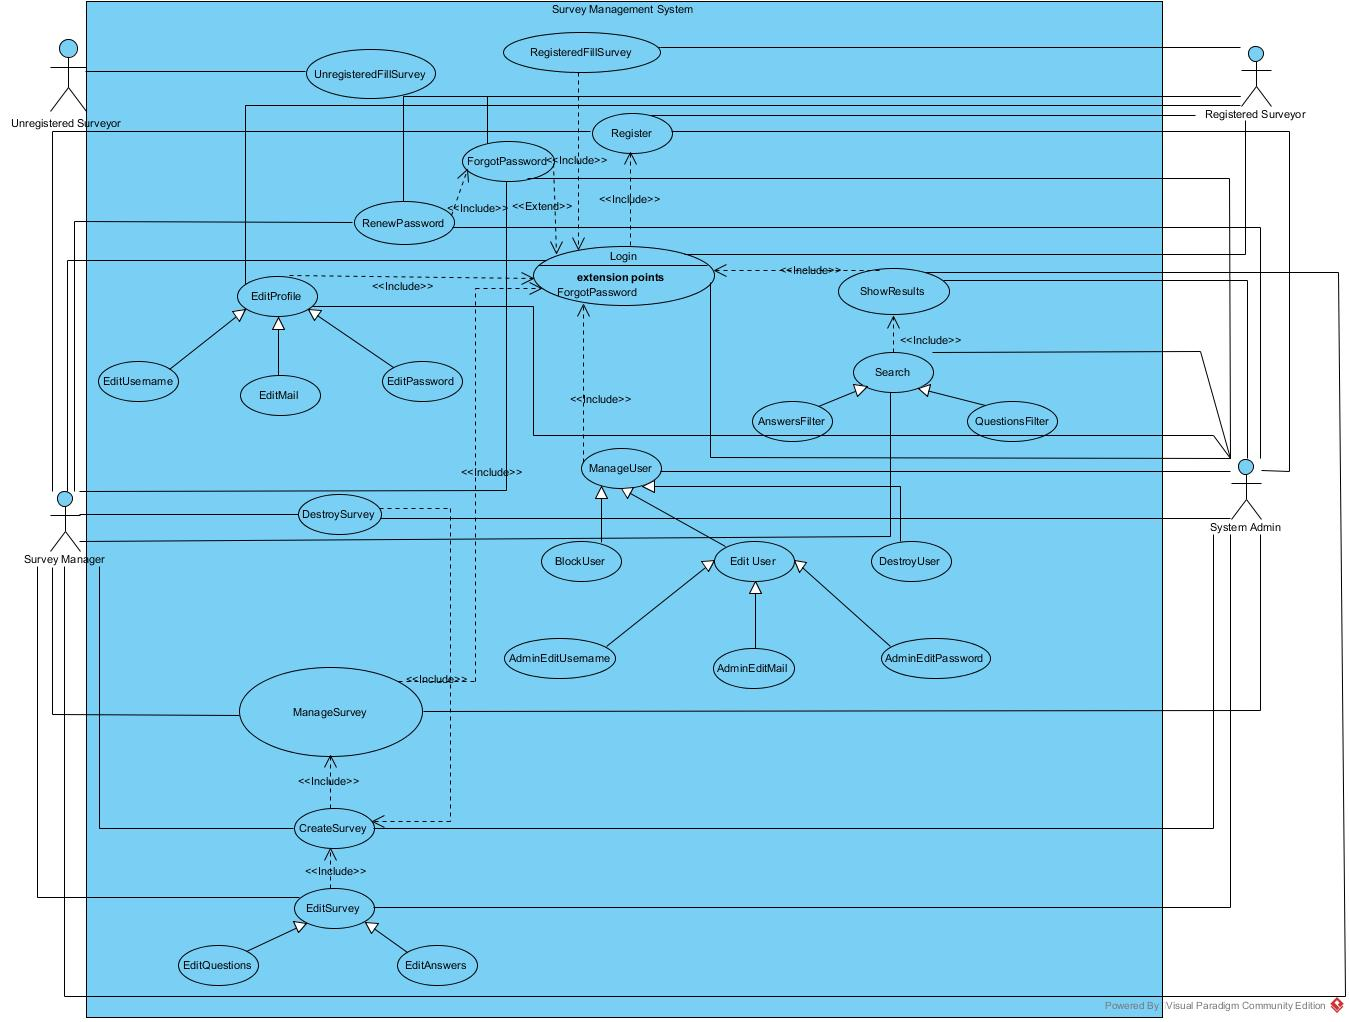 Survey Management System
RegisteredFillSurvey
UnregisteredFillSurvey
Unregistered Surveyor
Registered Surveyor
Register
ForgotPassword
<<Include>>
<<Include>>
<<Extend>>
<<Include>>
RenewPassword
Login
extension points
ForgotPassword
<<Include>>
<<Include>>
EditProfile
ShowResults
<<Include>>
Search
EditUsername
EditMail
EditPassword
<<Include>>
AnswersFilter
QuestionsFilter
<<Include>>
ManageUser
DestroySurvey
System Admin
Survey Manager
BlockUser
Edit User
DestroyUser
AdminEditUsername
AdminEditMail
AdminEditPassword
<<Include>>
ManageSurvey
<<Include>>
CreateSurvey
<<Include>>
EditSurvey
EditQuestions
EditAnswers
Powered By Visual Paradigm Community Edition